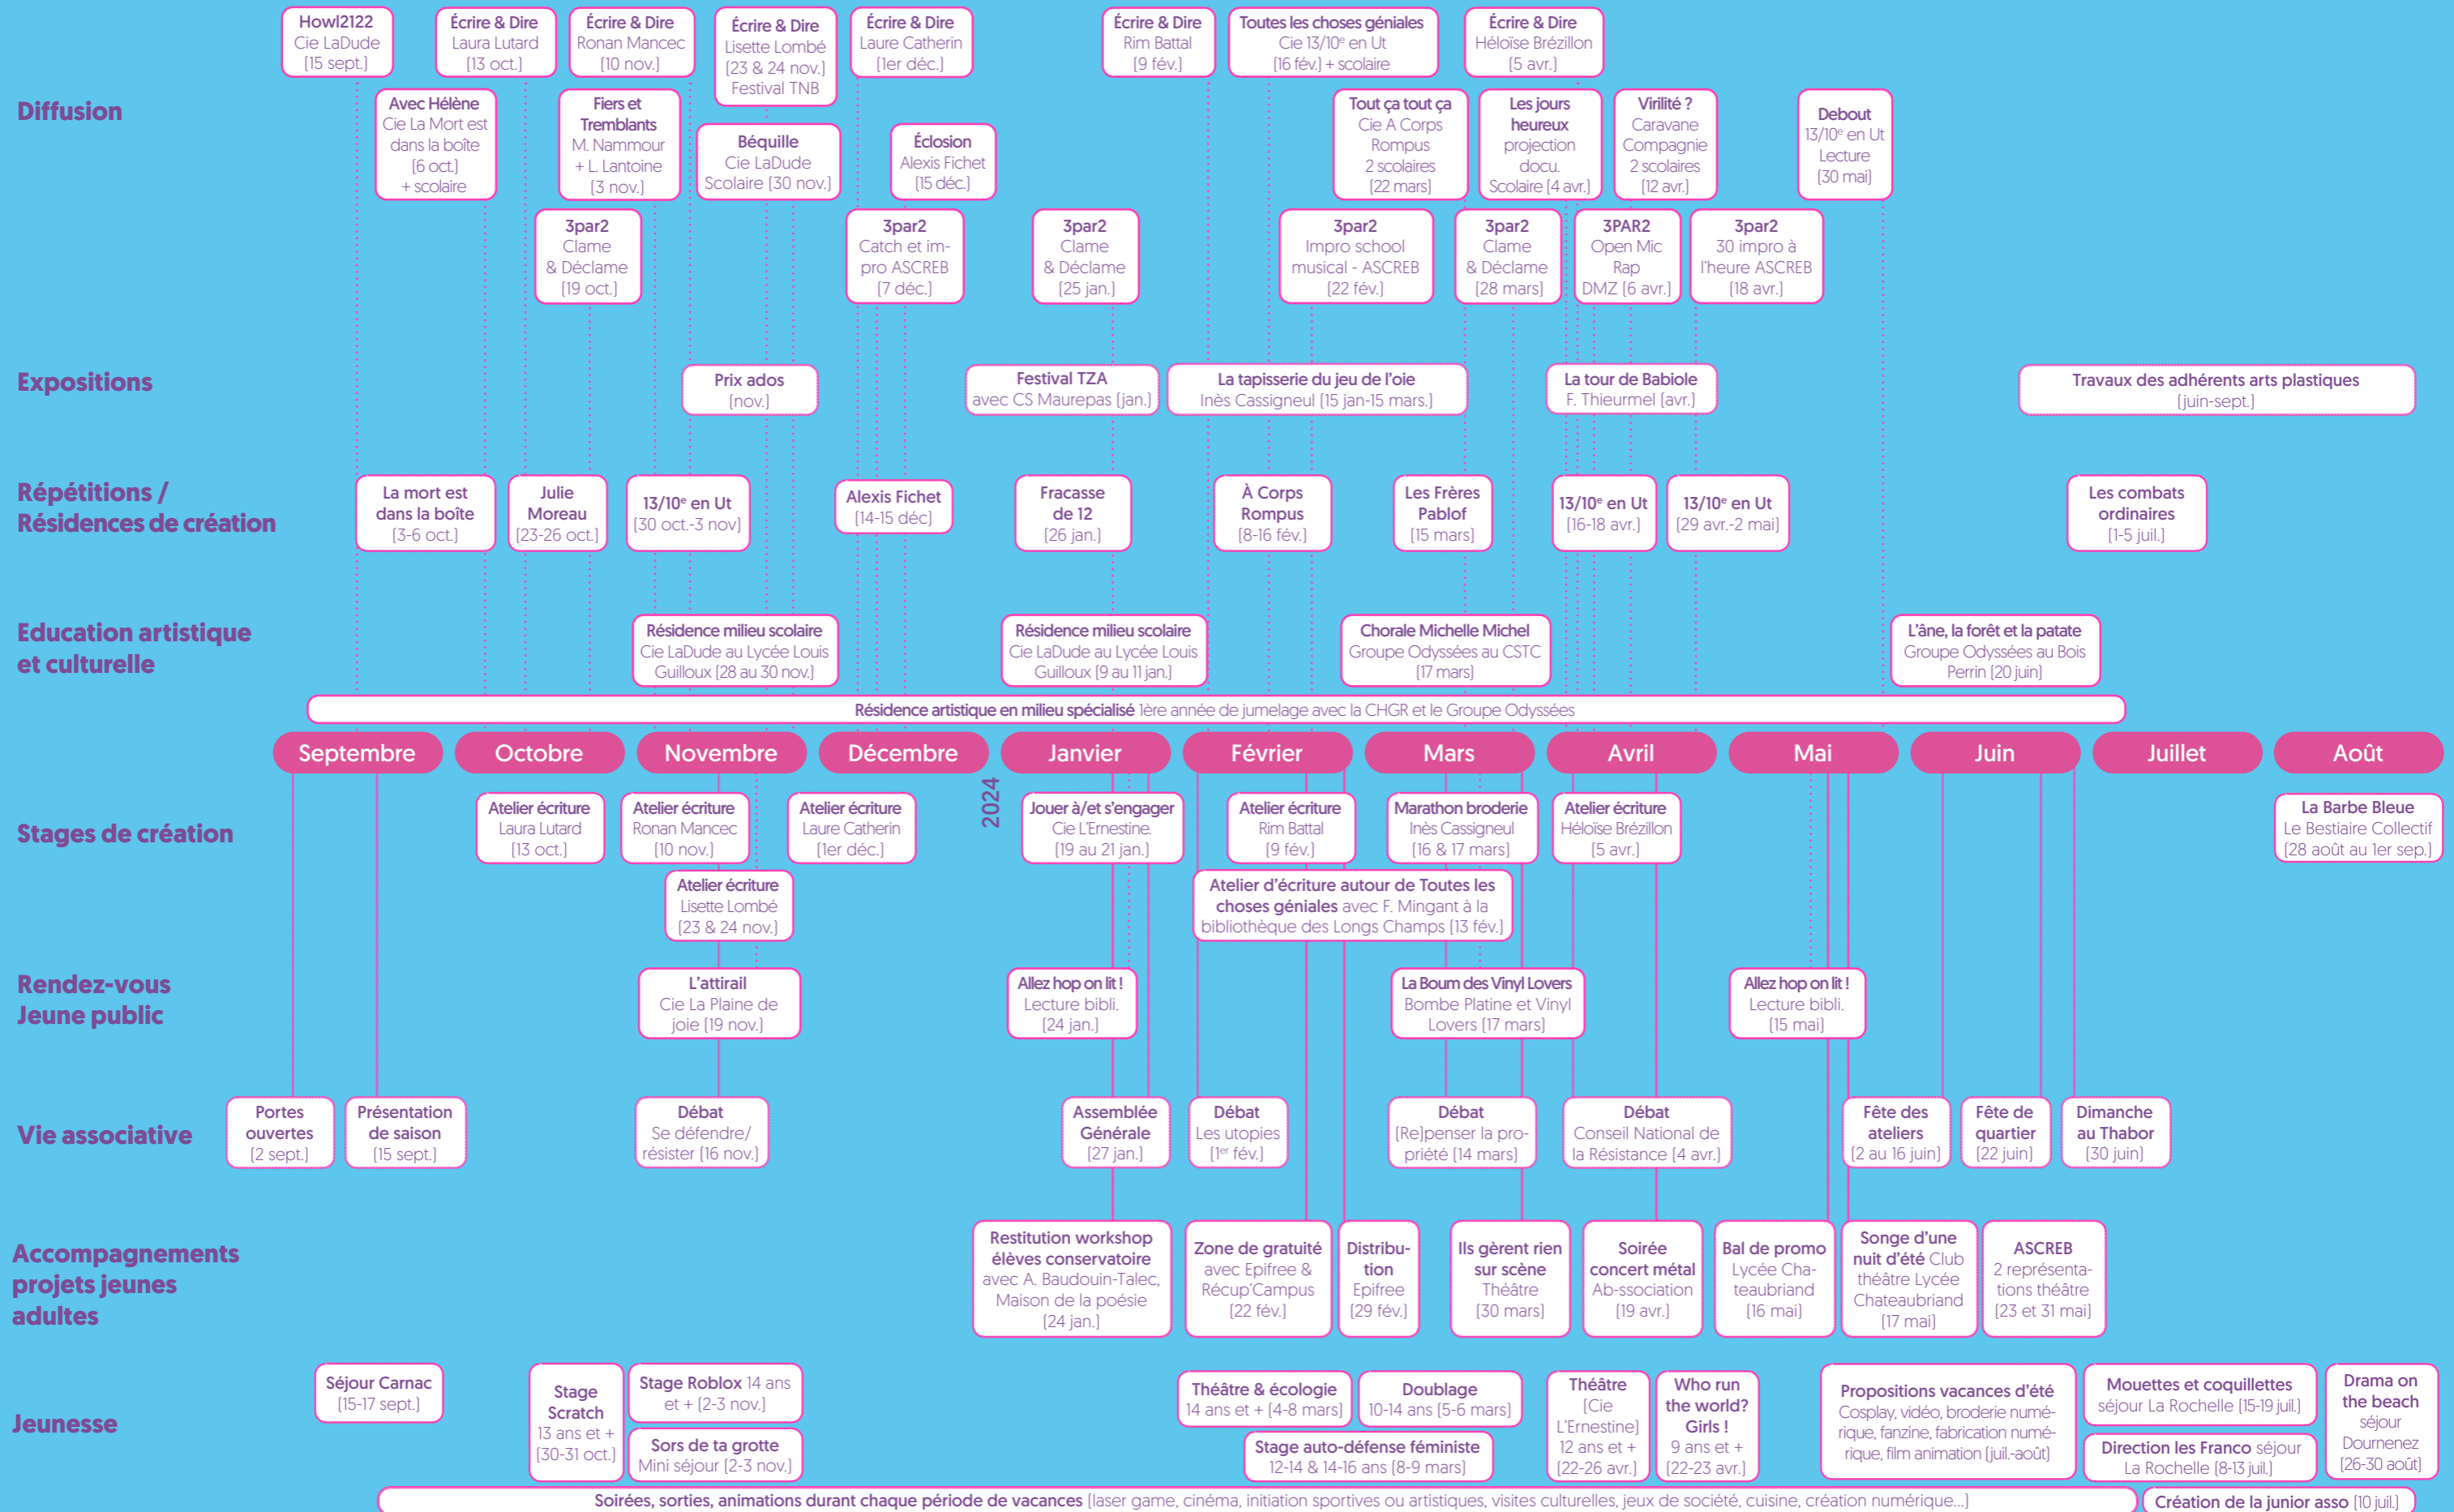 Diffusion
Howl2122
Cie LaDude
(15 sept.)
Écrire & Dire
Laura Lutard
(13 oct.)
Écrire & Dire
Ronan Mancec
(10 nov.)
Écrire & Dire
Lisette Lombé
(23 & 24 nov.)
Festival TNB
Écrire & Dire
Laure Catherin
(1er déc.)
Écrire & Dire
Rim Battal
(9 fév.)
Toutes les choses géniales
Cie 13/10e en Ut
(16 fév.) + scolaire
Écrire & Dire
Héloïse Brézillon
(5 avr.)
Avec Hélène
Cie La Mort est
dans la boîte
(6 oct.)
+ scolaire
Fiers et
Tremblants
M. Nammour
+ L. Lantoine
(3 nov.)
Béquille
Cie LaDude
Scolaire (30 nov.)
Éclosion
Alexis Fichet
(15 déc.)
Tout ça tout ça
Cie A Corps
Rompus
2 scolaires
(22 mars)
Les jours
heureux
projection
docu.
Scolaire (4 avr.)
Virilité ?
Caravane
Compagnie
2 scolaires
(12 avr.)
Debout
13/10e en Ut
Lecture
(30 mai)
3par2
Clame
& Déclame
(19 oct.)
3par2
Catch et im-
pro ASCREB
(7 déc.)
3par2
Clame
& Déclame
(25 jan.)
3par2
Impro school
musical - ASCREB
(22 fév.)
3par2
Clame
& Déclame
(28 mars)
3PAR2
Open Mic
Rap
DMZ (6 avr.)
3par2
30 impro à
l'heure ASCREB
(18 avr.)
Expositions
Prix ados
(nov.)
Festival TZA
avec CS Maurepas (jan.)
La tapisserie du jeu de l'oie
Inès Cassigneul (15 jan-15 mars.)
La tour de Babiole
F. Thieurmel (avr.)
Travaux des adhérents arts plastiques
(juin-sept.)
Répétitions /
Résidences de création
La mort est
dans la boîte
(3-6 oct.)
Julie
Moreau
(23-26 oct.)
13/10e en Ut
(30 oct.-3 nov)
Alexis Fichet
(14-15 déc)
Fracasse
de 12
(26 jan.)
À Corps
Rompus
(8-16 fév.)
Les Frères
Pablof
(15 mars)
13/10e en Ut
(16-18 avr.)
13/10e en Ut
(29 avr.-2 mai)
Les combats
ordinaires
(1-5 juil.)
Education artistique
et culturelle
Résidence milieu scolaire
Cie LaDude au Lycée Louis
Guilloux (28 au 30 nov.)
Résidence milieu scolaire
Cie LaDude au Lycée Louis
Guilloux (9 au 11 jan.)
Chorale Michelle Michel
Groupe Odyssées au CSTC
(17 mars)
L'âne, la forêt et la patate
Groupe Odyssées au Bois
Perrin (20 juin)
Résidence artistique en milieu spécialisé 1ère année de jumelage avec la CHGR et le Groupe Odyssées
Septembre
Octobre
Novembre
Décembre
Janvier
Février
Mars
Avril
Mai
Juin
Juillet
Août
2024
Stages de création
Atelier écriture
Laura Lutard
(13 oct.)
Atelier écriture
Ronan Mancec
(10 nov.)
Atelier écriture
Laure Catherin
(1er déc.)
Jouer à/et s'engager
Cie L'Ernestine.
(19 au 21 jan.)
Atelier écriture
Rim Battal
(9 fév.)
Marathon broderie
Inès Cassigneul
(16 & 17 mars)
Atelier écriture
Héloïse Brézillon
(5 avr.)
La Barbe Bleue
Le Bestiaire Collectif
(28 août au 1er sep.)
Atelier écriture
Lisette Lombé
(23 & 24 nov.)
Atelier d'écriture autour de Toutes les
choses géniales avec F. Mingant à la
bibliothèque des Longs Champs (13 fév.)
Rendez-vous
Jeune public
L'attirail
Cie La Plaine de
joie (19 nov.)
Allez hop on lit !
Lecture bibli.
(24 jan.)
La Boum des Vinyl Lovers
Bombe Platine et Vinyl
Lovers (17 mars)
Allez hop on lit !
Lecture bibli.
(15 mai)
Vie associative
Portes
ouvertes
(2 sept.)
Présentation
de saison
(15 sept.)
Débat
Se défendre/
résister (16 nov.)
Assemblée
Générale
(27 jan.)
Débat
Les utopies
(1er fév.)
Débat
(Re)penser la pro-
priété (14 mars)
Débat
Conseil National de
la Résistance (4 avr.)
Fête des
ateliers
(2 au 16 juin)
Fête de
quartier
(22 juin)
Dimanche
au Thabor
(30 juin)
Accompagnements
projets jeunes
adultes
Restitution workshop
élèves conservatoire
avec A. Baudouin-Talec,
Maison de la poésie
(24 jan.)
Zone de gratuité
avec Epifree &
Récup'Campus
(22 fév.)
Distribu-
tion
Epifree
(29 fév.)
Ils gèrent rien
sur scène
Théâtre
(30 mars)
Soirée
concert métal
Ab-ssociation
(19 avr.)
Bal de promo
Lycée Cha-
teaubriand
(16 mai)
Songe d'une
nuit d'été Club
théâtre Lycée
Chateaubriand
(17 mai)
ASCREB
2 représenta-
tions théâtre
(23 et 31 mai)
Jeunesse
Séjour Carnac
(15-17 sept.)
Stage
Scratch
13 ans et +
(30-31 oct.)
Stage Roblox 14 ans
et + (2-3 nov.)
Sors de ta grotte
Mini séjour (2-3 nov.)
Théâtre & écologie
14 ans et + (4-8 mars)
Doublage
10-14 ans (5-6 mars)
Stage auto-défense féministe
12-14 & 14-16 ans (8-9 mars)
Théâtre
(Cie
L'Ernestine)
12 ans et +
(22-26 avr.)
Who run
the world?
Girls !
9 ans et +
(22-23 avr.)
Propositions vacances d'été
Cosplay, vidéo, broderie numé-
rique, fanzine, fabrication numé-
rique, film animation (juil.-août)
Mouettes et coquillettes
séjour La Rochelle (15-19 juil.)
Direction les Franco séjour
La Rochelle (8-13 juil.)
Drama on
the beach
séjour
Dournenez
(26-30 août)
Soirées, sorties, animations durant chaque période de vacances (laser game, cinéma, initiation sportives ou artistiques, visites culturelles, jeux de société, cuisine, création numérique...)
Création de la junior asso (10 juil.)